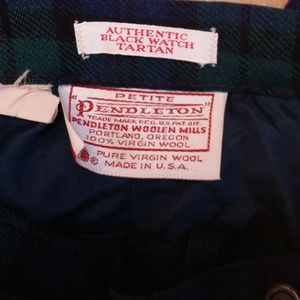 AUTHENTIC
BLACK WATCH
TARTAN
PETITE
"PENDLETON"
TRADE MARK REG. U.S. PAT. OFF.
PENDLETON WOOLEN MILLS
PORTLAND, OREGON
100% VIRGIN WOOL
PURE VIRGIN WOOL
MADE IN U.S.A.